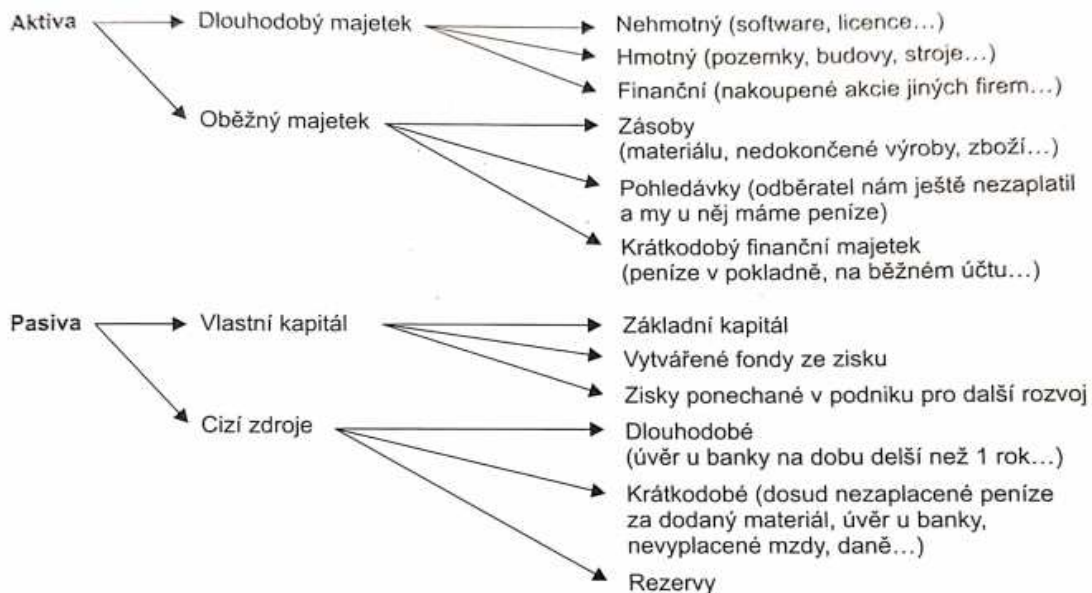 Aktiva
Dlouhodobý majetek
Nehmotný (software, licence...)
Hmotný (pozemky, budovy, stroje...)
Finanční (nakoupené akcie jiných firem...)
Oběžný majetek
Zásoby
(materiálu, nedokončené výroby, zboží...)
Pohledávky (odběratel nám ještě nezaplatil
a my u něj máme peníze)
Krátkodobý finanční majetek
(peníze v pokladně, na běžném účtu...)
Pasiva
Vlastní kapitál
Základní kapitál
Vytvářené fondy ze zisku
Zisky ponechané v podniku pro další rozvoj
Cizí zdroje
Dlouhodobé
(úvěr u banky na dobu delší než 1 rok...)
Krátkodobé (dosud nezaplacené peníze
za dodaný materiál, úvěr u banky,
nevyplacené mzdy, daně...)
Rezervy